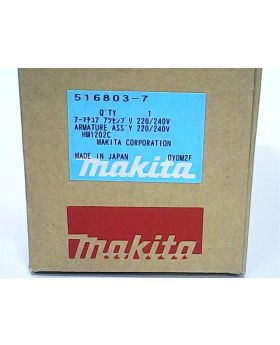 516803-7
Q'TY 1
アーマチュア アッセンブリ 220/240V
ARMATURE ASS'Y 220/240V
HM1202C
MAKITA CORPORATION
MADE IN JAPAN DYDM2F
makita
makita